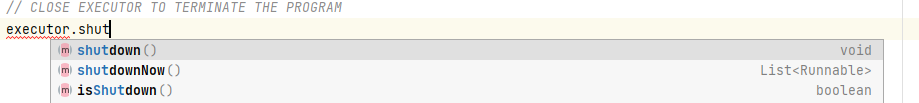 // CLOSE EXECUTOR TO TERMINATE THE PROGRAM
executor.shut
m shutdown() void
m shutdownNow() List<Runnable>
m isShutdown() boolean